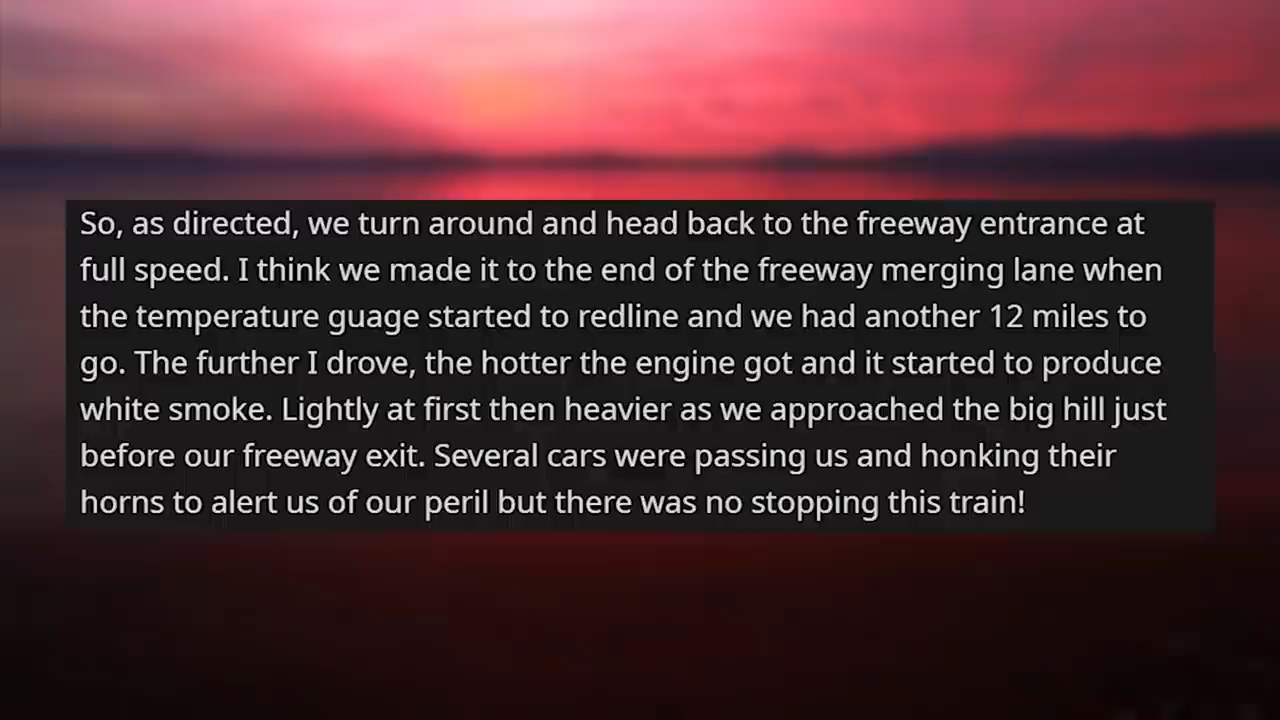 So, as directed, we turn around and head back to the freeway entrance at
full speed. I think we made it to the end of the freeway merging lane when
the temperature guage started to redline and we had another 12 miles to
go. The further I drove, the hotter the engine got and it started to produce
white smoke. Lightly at first then heavier as we approached the big hill just
before our freeway exit. Several cars were passing us and honking their
horns to alert us of our peril but there was no stopping this train!